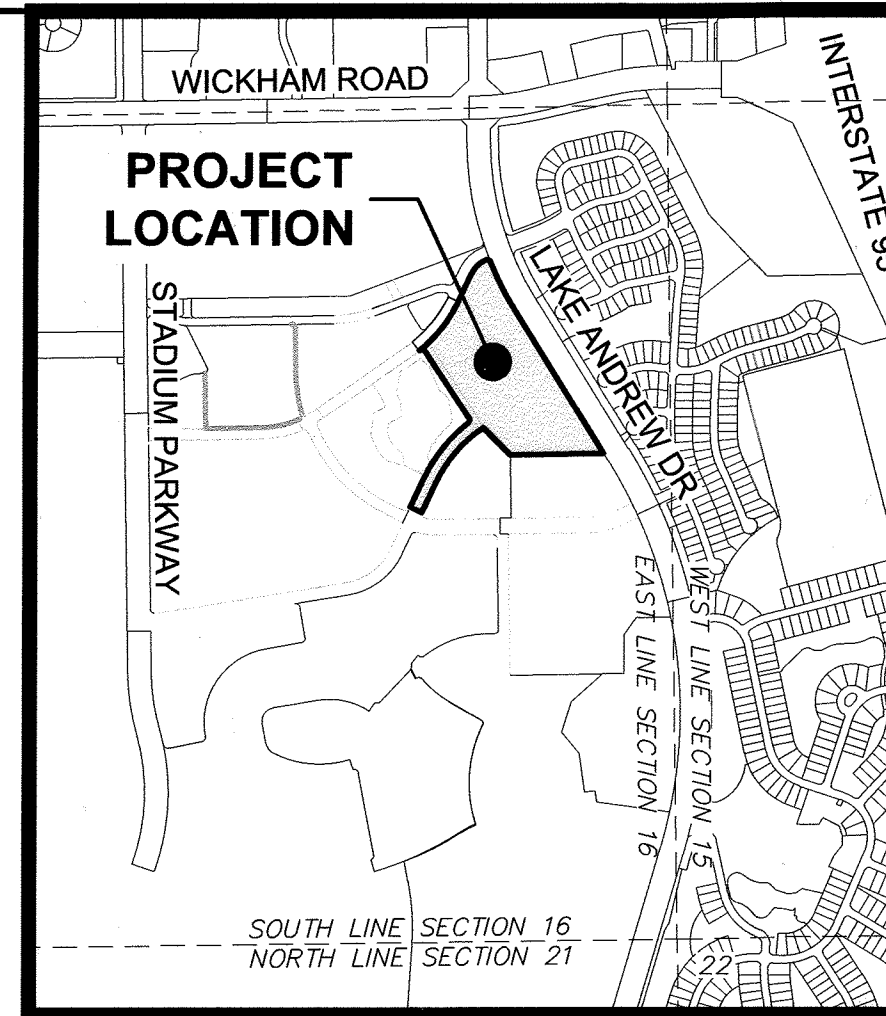 WICKHAM ROAD
INTERSTATE 95
PROJECT
LOCATION
STADIUM PARKWAY
LAKE ANDREW DR
EAST LINE SECTION 16
WEST LINE SECTION 15
SOUTH LINE SECTION 16
NORTH LINE SECTION 21
22